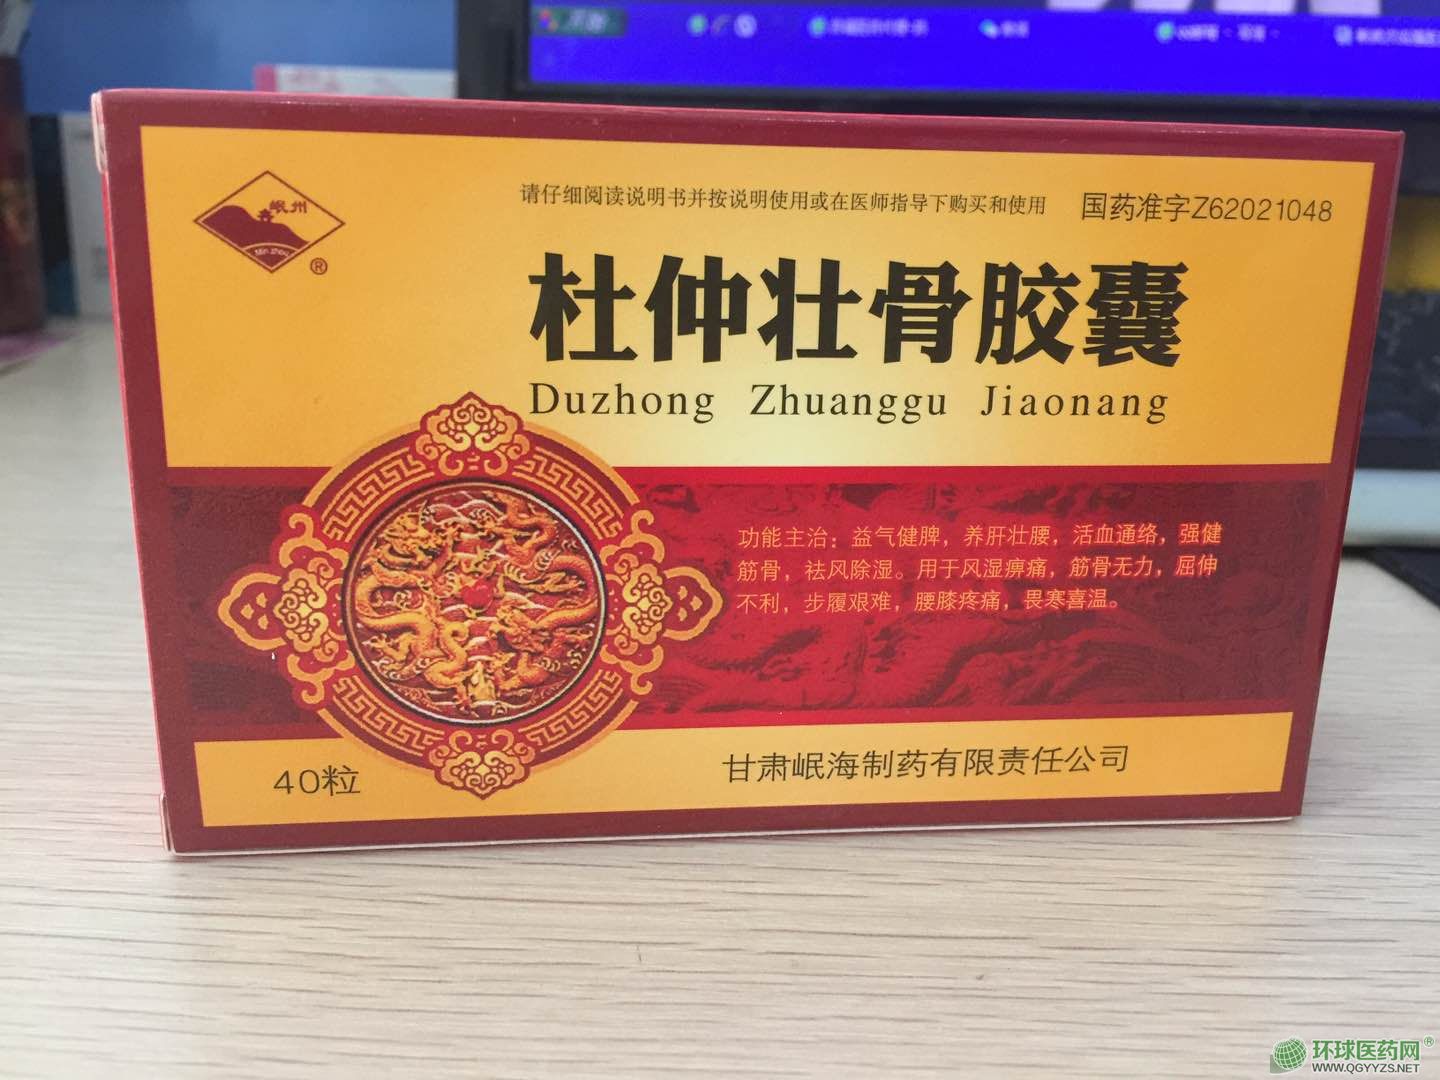 岷州
Min Zhou
®
请仔细阅读说明书并按说明使用或在医师指导下购买和使用
国药准字Z62021048
杜仲壮骨胶囊
Duzhong Zhuanggu Jiaonang
功能主治：益气健脾，养肝壮腰，活血通络，强健
筋骨，祛风除湿。用于风湿痹痛，筋骨无力，屈伸
不利，步履艰难，腰膝疼痛，畏寒喜温。
40粒
甘肃岷海制药有限责任公司
环球医药网®
WWW.QGYYZS.NET